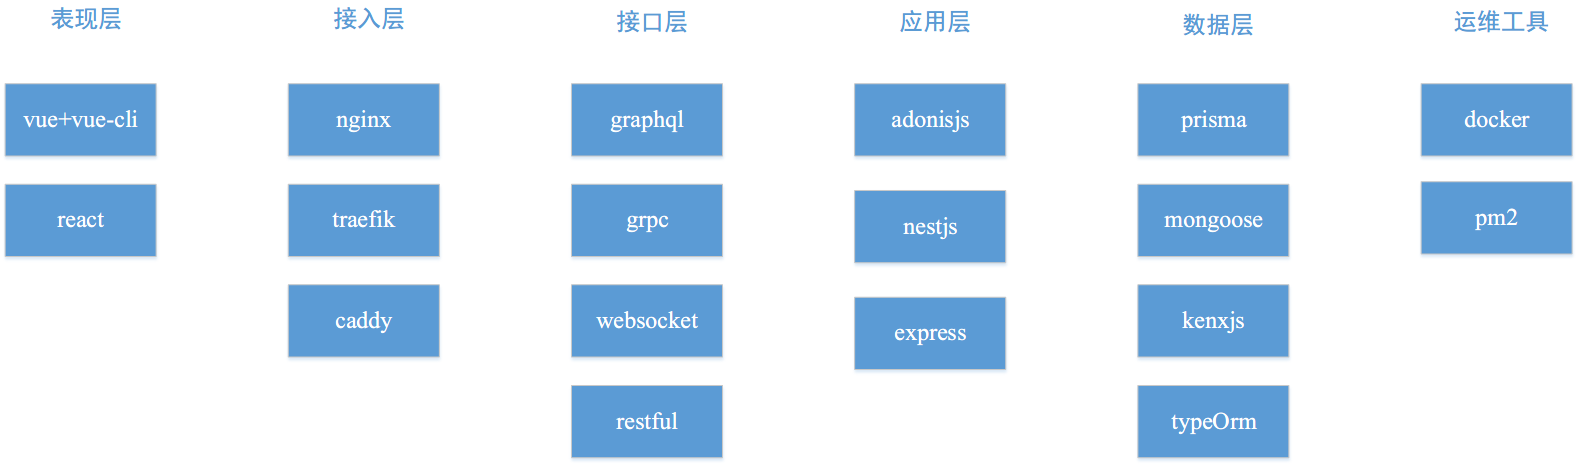 表现层
接入层
接口层
应用层
数据层
运维工具
vue+vue-cli
nginx
graphql
adonisjs
prisma
docker
react
traefik
grpc
nestjs
mongoose
pm2
caddy
websocket
express
kenxjs
restful
typeOrm